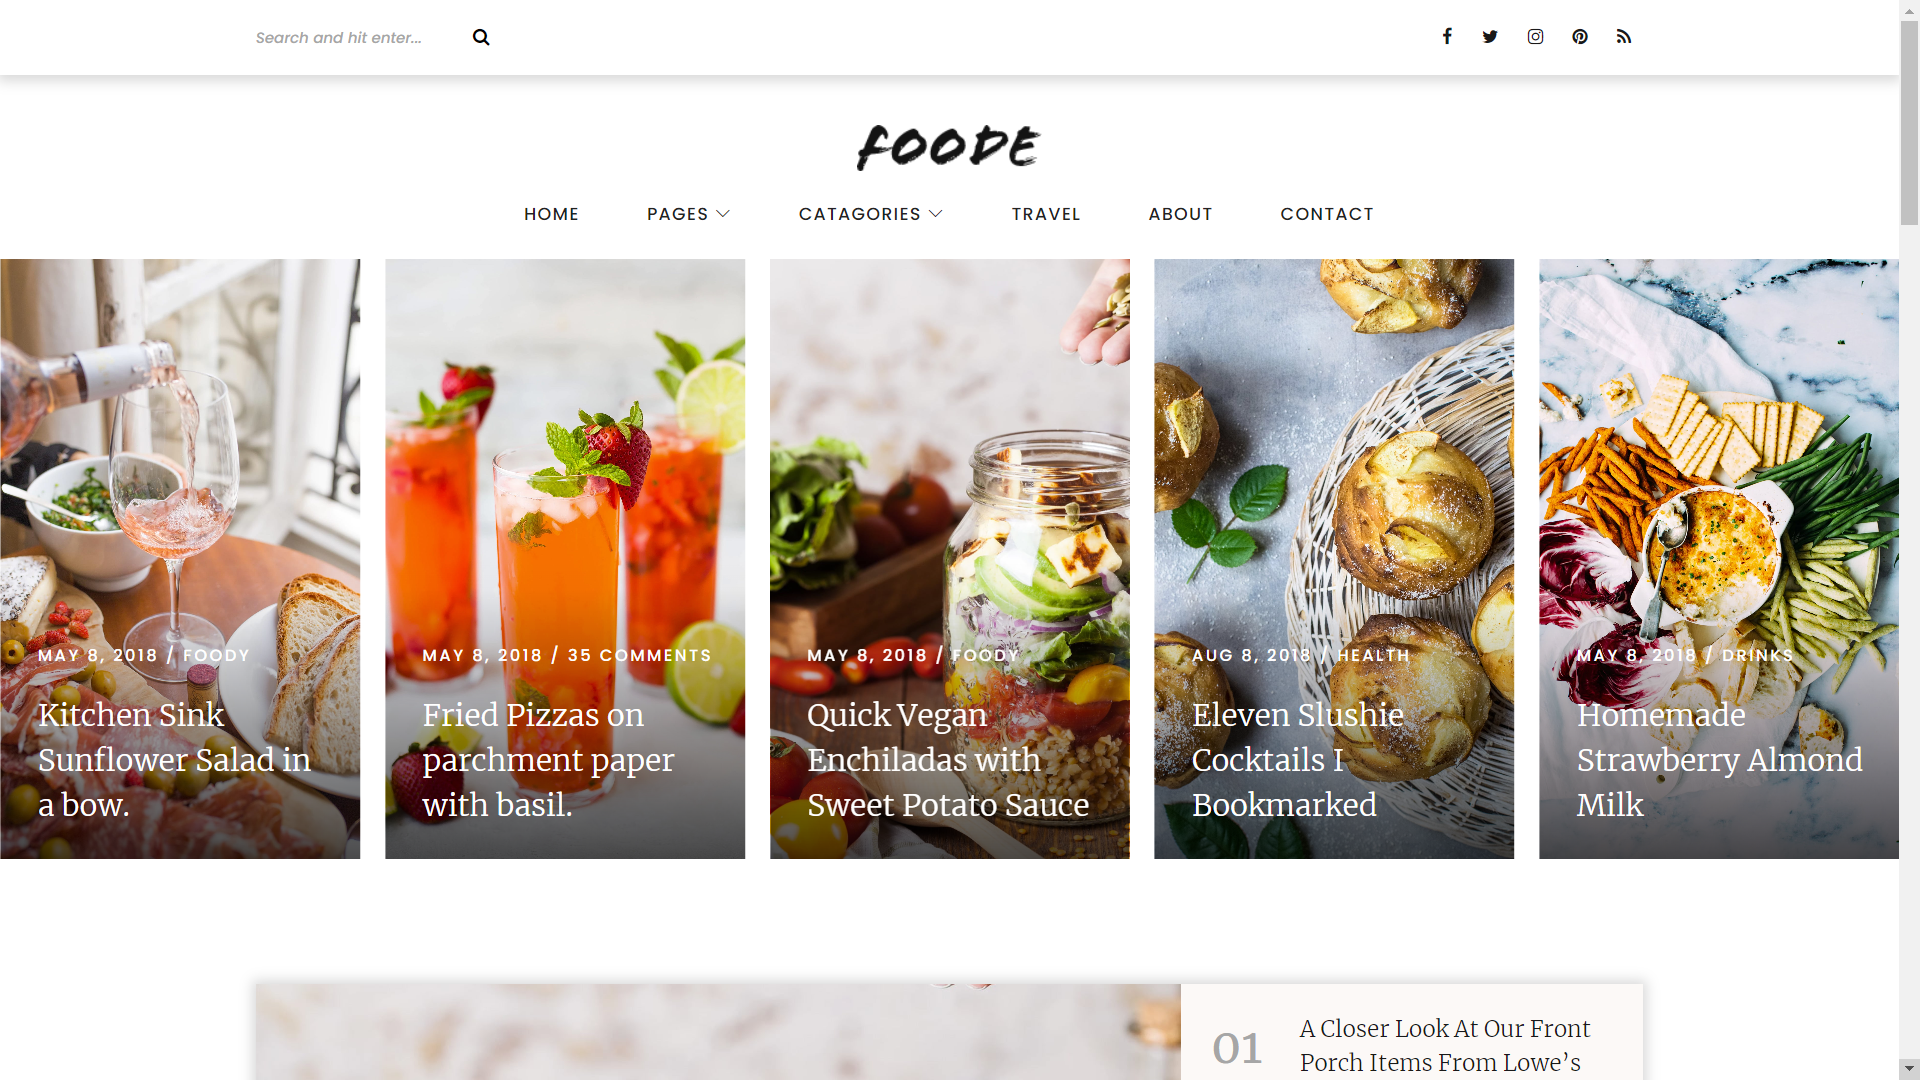 Search and hit enter...
FOODE
HOME PAGES CATAGORIES TRAVEL ABOUT CONTACT
MAY 8, 2018 / FOODY
Kitchen Sink
Sunflower Salad in
a bow.
MAY 8, 2018 / 35 COMMENTS
Fried Pizzas on
parchment paper
with basil.
MAY 8, 2018 / FOODY
Quick Vegan
Enchiladas with
Sweet Potato Sauce
AUG 8, 2018 / HEALTH
Eleven Slushie
Cocktails I
Bookmarked
MAY 8, 2018 / DRINKS
Homemade
Strawberry Almond
Milk
01
A Closer Look At Our Front
Porch Items From Lowe’s